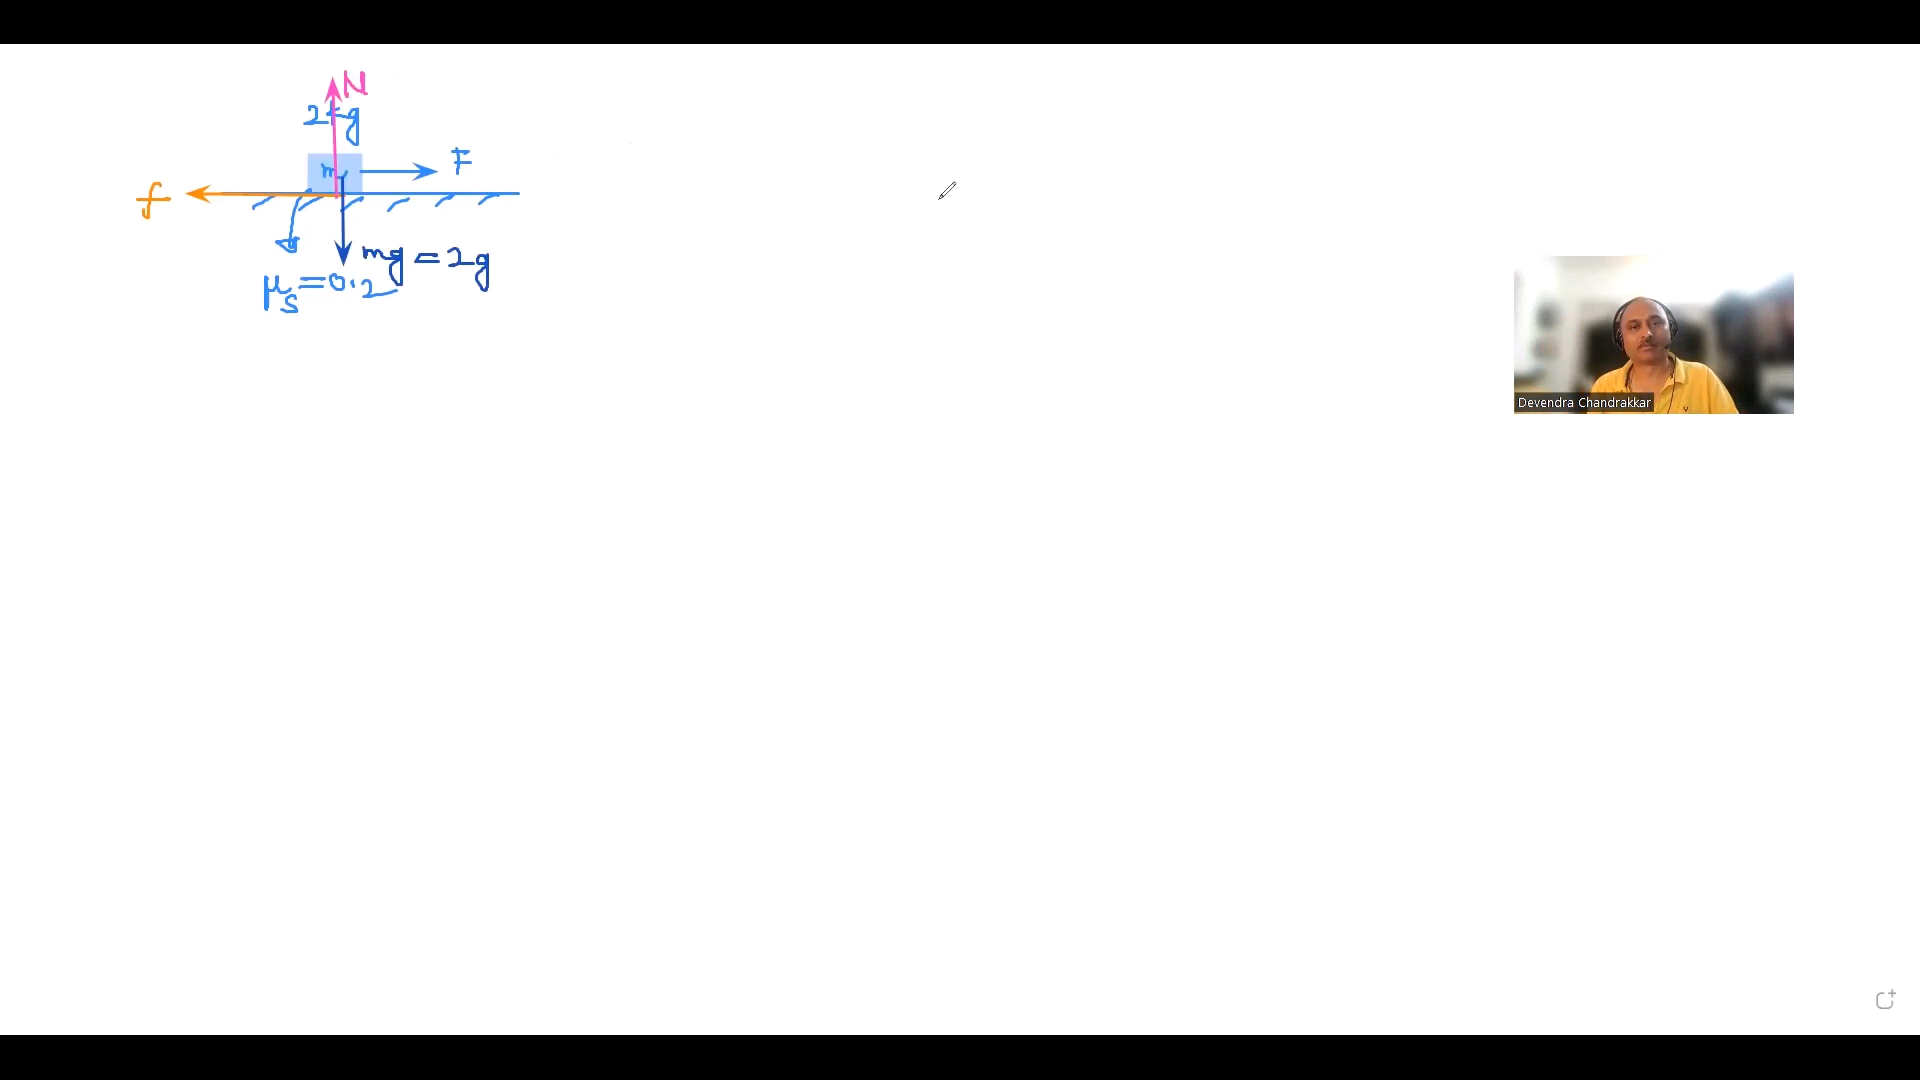 N
2kg
m
F
f
mg = 2g
μs = 0.2
Devendra Chandrakkar